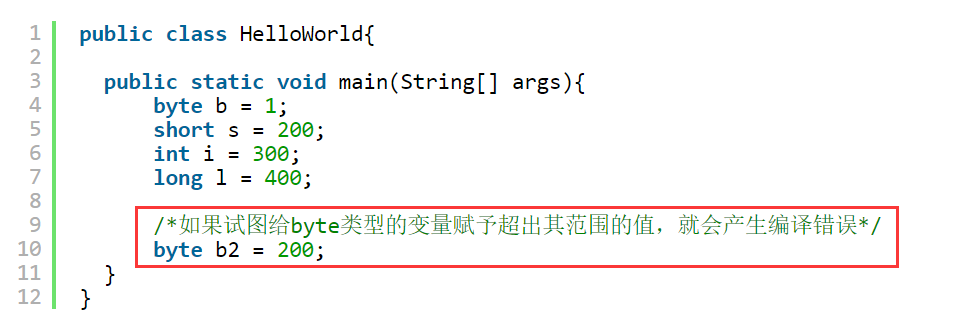 1 public class HelloWorld{
2
3 public static void main(String[] args){
4 byte b = 1;
5 short s = 200;
6 int i = 300;
7 long l = 400;
8
9 /*如果试图给byte类型的变量赋予超出其范围的值，就会产生编译错误*/
10 byte b2 = 200;
11 }
12 }